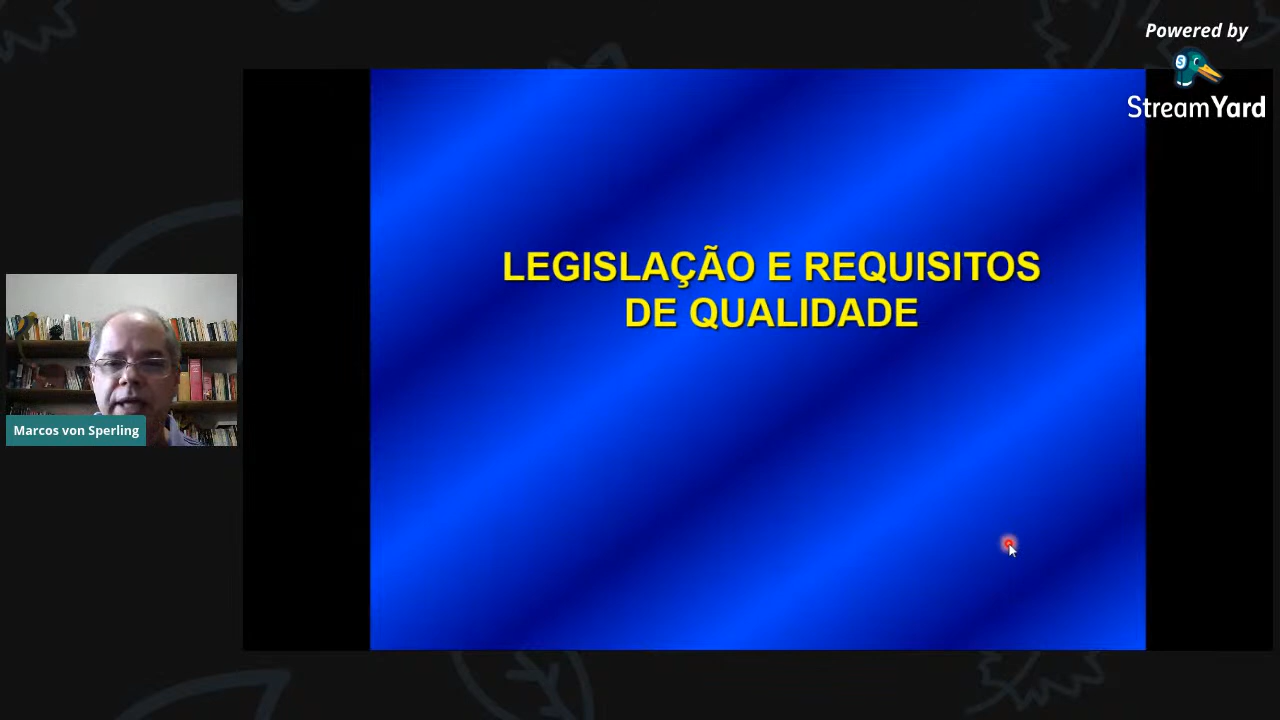 Powered by
StreamYard
LEGISLAÇÃO E REQUISITOS
DE QUALIDADE
Marcos von Sperling